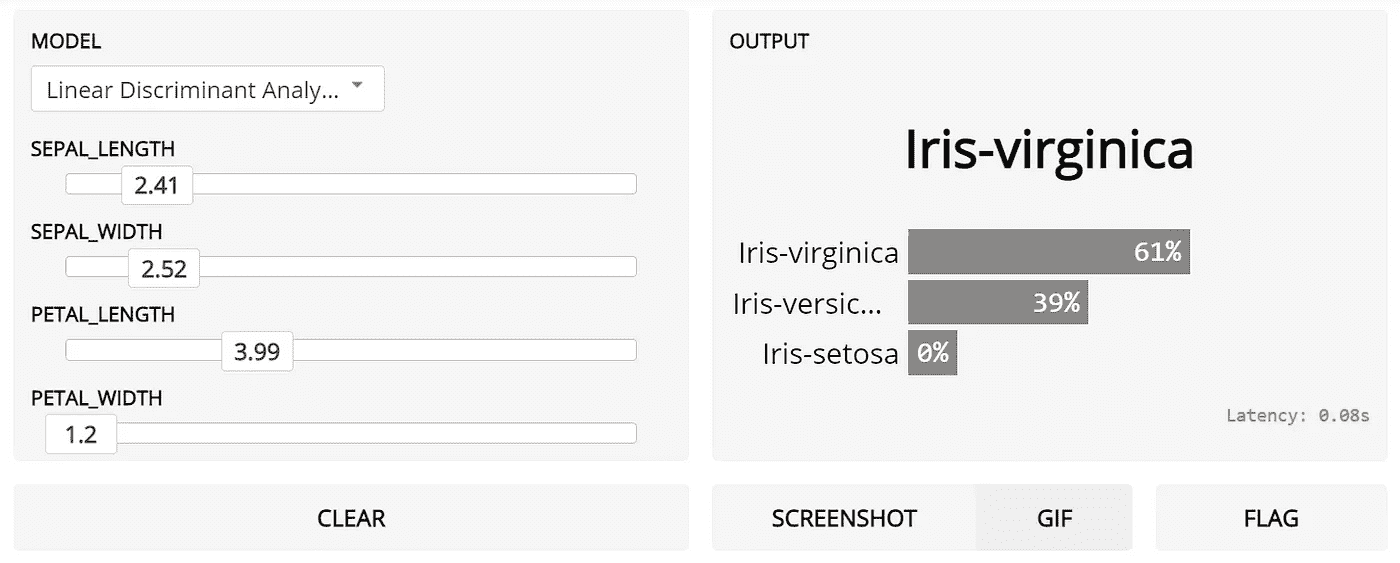 MODEL
Linear Discriminant Analy...
SEPAL_LENGTH
2.41
SEPAL_WIDTH
2.52
PETAL_LENGTH
3.99
PETAL_WIDTH
1.2
CLEAR
OUTPUT
Iris-virginica
Iris-virginica 61%
Iris-versic... 39%
Iris-setosa 0%
Latency: 0.08s
SCREENSHOT GIF FLAG